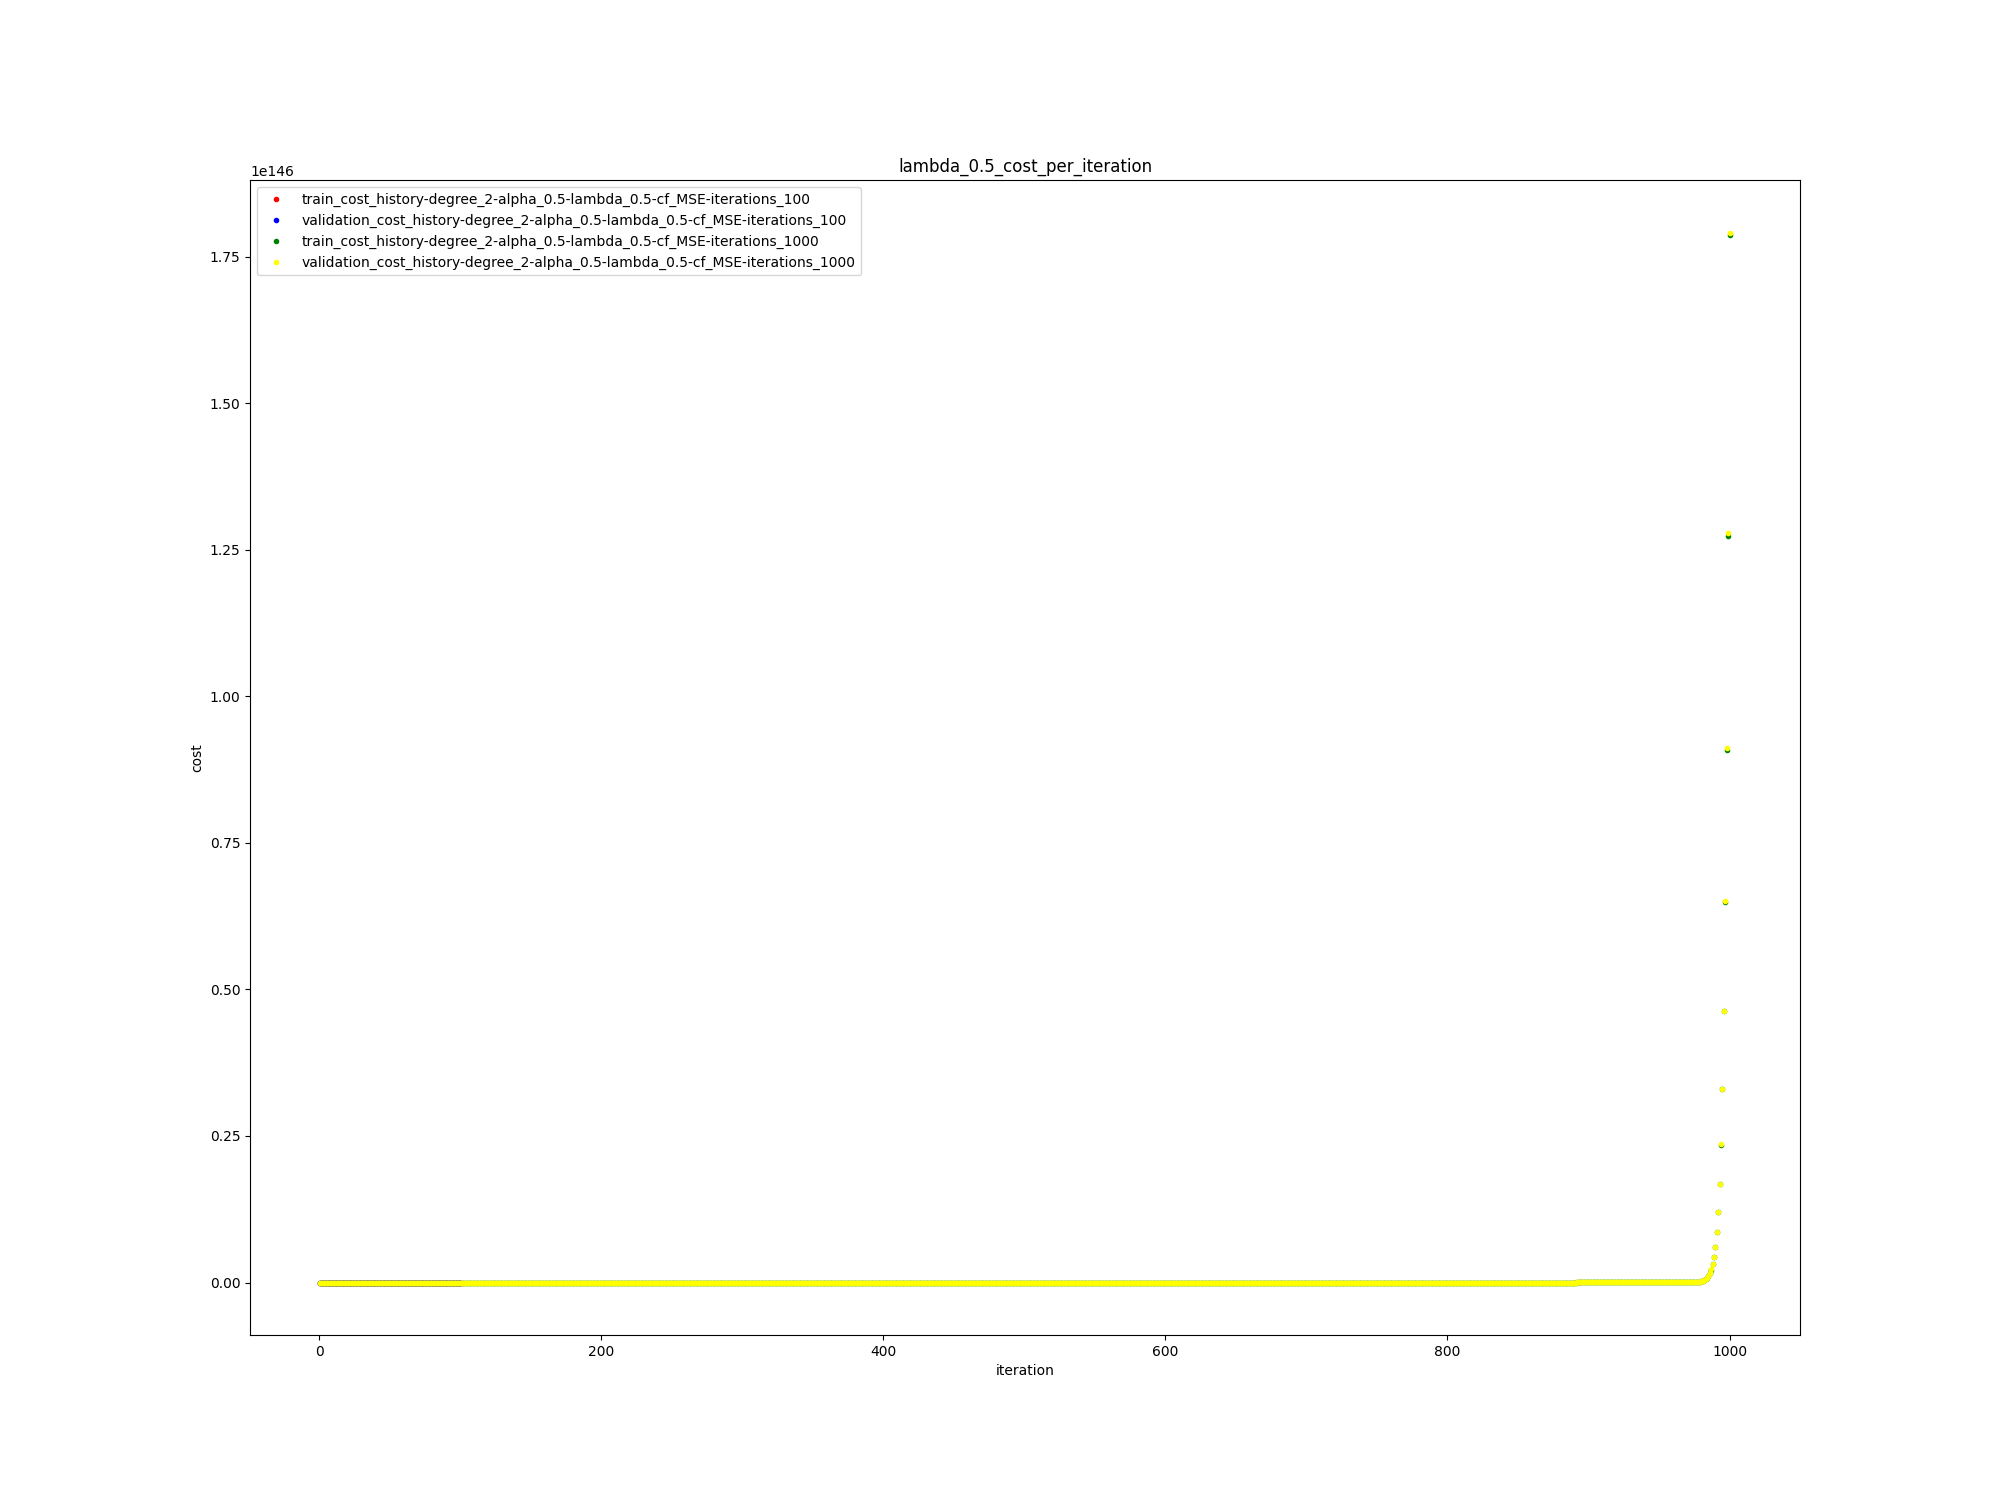 lambda_0.5_cost_per_iteration
1e146
train_cost_history-degree_2-alpha_0.5-lambda_0.5-cf_MSE-iterations_100
validation_cost_history-degree_2-alpha_0.5-lambda_0.5-cf_MSE-iterations_100
train_cost_history-degree_2-alpha_0.5-lambda_0.5-cf_MSE-iterations_1000
validation_cost_history-degree_2-alpha_0.5-lambda_0.5-cf_MSE-iterations_1000
1.75
1.50
1.25
1.00
0.75
0.50
0.25
0.00
cost
0 200 400 600 800 1000
iteration